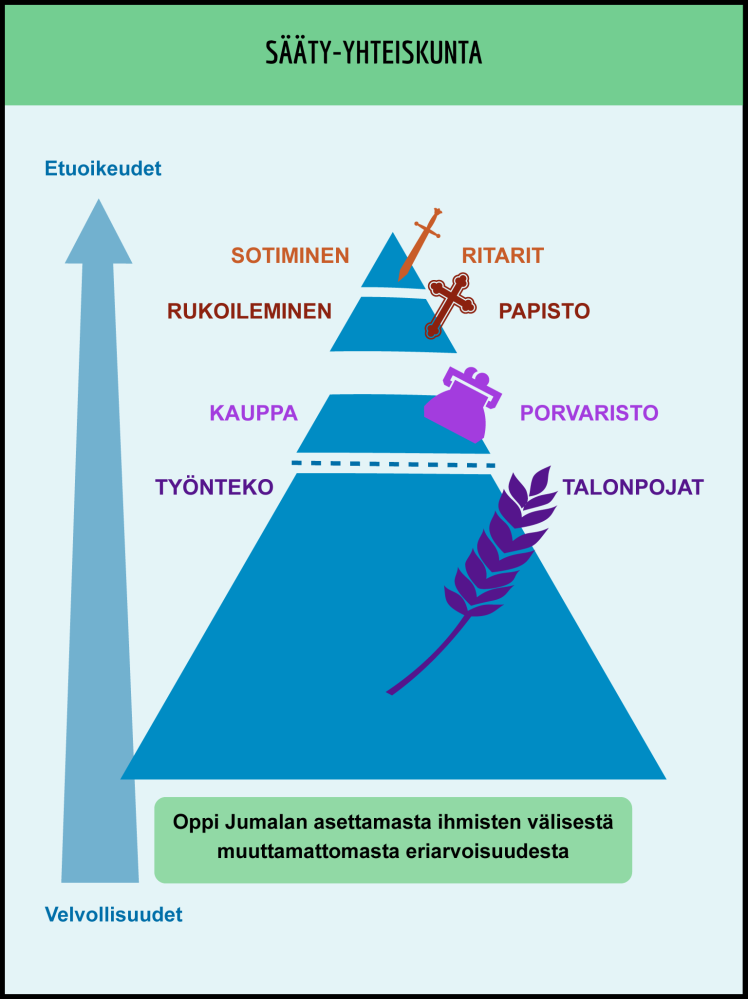 SÄÄTY-YHTEISKUNTA
Etuoikeudet
SOTIMINEN RITARIT
RUKOILEMINEN PAPISTO
KAUPPA PORVARISTO
TYÖNTEKO TALONPOJAT
Oppi Jumalan asettamasta ihmisten välisestä
muuttamattomasta eriarvoisuudesta
Velvollisuudet